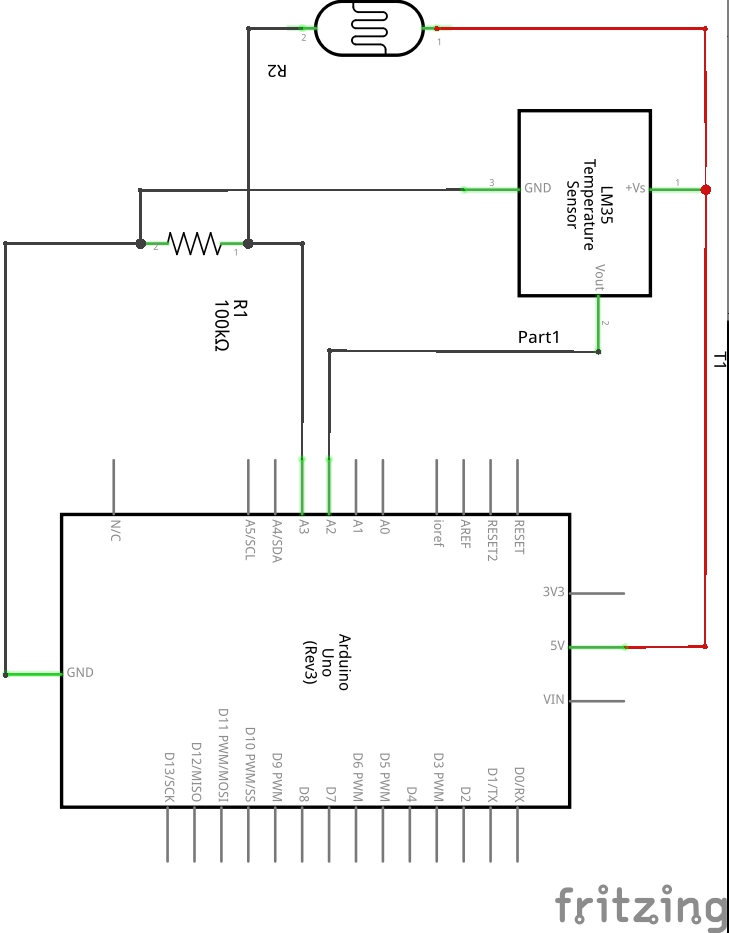 2
1
R2
3
GND
LM35
Temperature
Sensor
+Vs
1
2
1
Vout
2
R1
100kΩ
Part1
T1
N/C
A5/SCL
A4/SDA
A3
A2
A1
A0
ioref
AREF
RESET2
RESET
3V3
5V
VIN
GND
Arduino
Uno
(Rev3)
D13/SCK
D12/MISO
D11 PWM/MOSI
D10 PWM/SS
D9 PWM
D8
D7
D6 PWM
D5 PWM
D4
D3 PWM
D2
D1/TX
D0/RX
fritzing